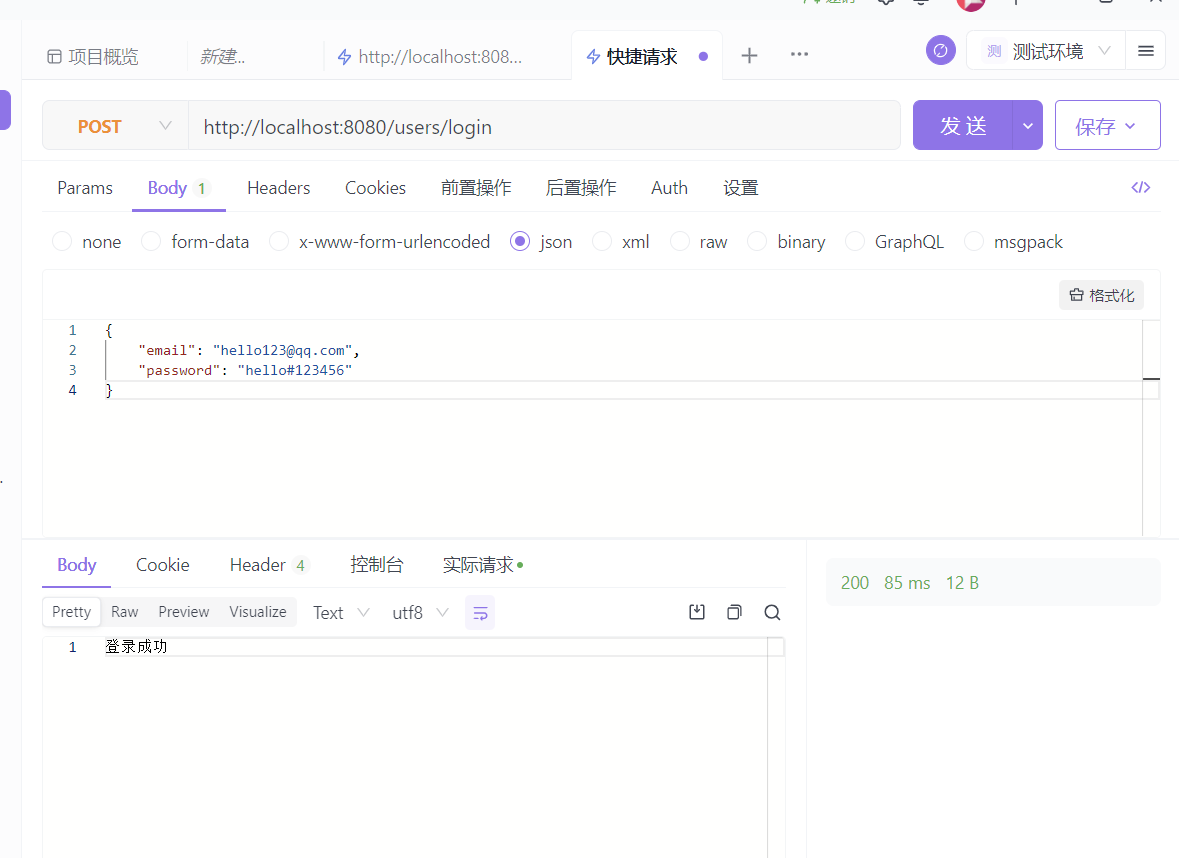 项目概览 新建... http://localhost:808... 快捷请求 测 测试环境
POST http://localhost:8080/users/login 发 送 保存
Params Body 1 Headers Cookies 前置操作 后置操作 Auth 设置
none form-data x-www-form-urlencoded json xml raw binary GraphQL msgpack
格式化
1 {
2 "email": "hello123@qq.com",
3 "password": "hello#123456"
4 }
Body Cookie Header 4 控制台 实际请求
200 85 ms 12 B
Pretty Raw Preview Visualize Text utf8
1 登录成功